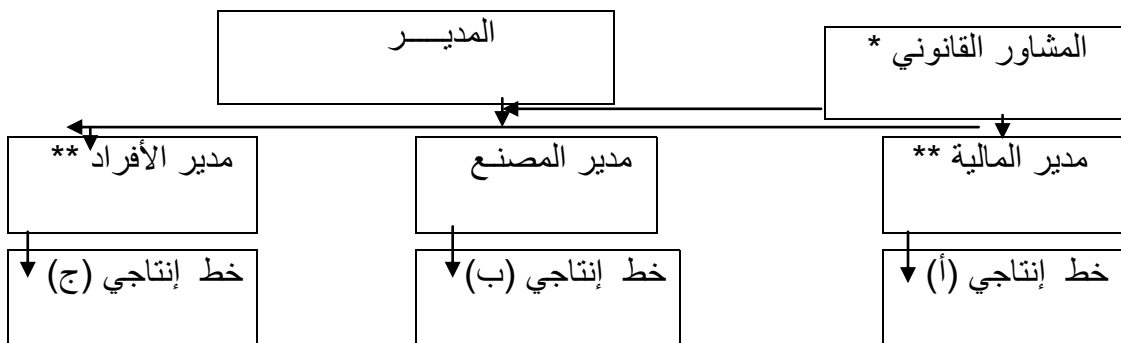 المديـــــر
المشاور القانوني *
مدير المالية **
مدير المصنـع
مدير الأفراد **
خط إنتاجي (أ)
خط إنتاجي (ب)
خط إنتاجي (ج)